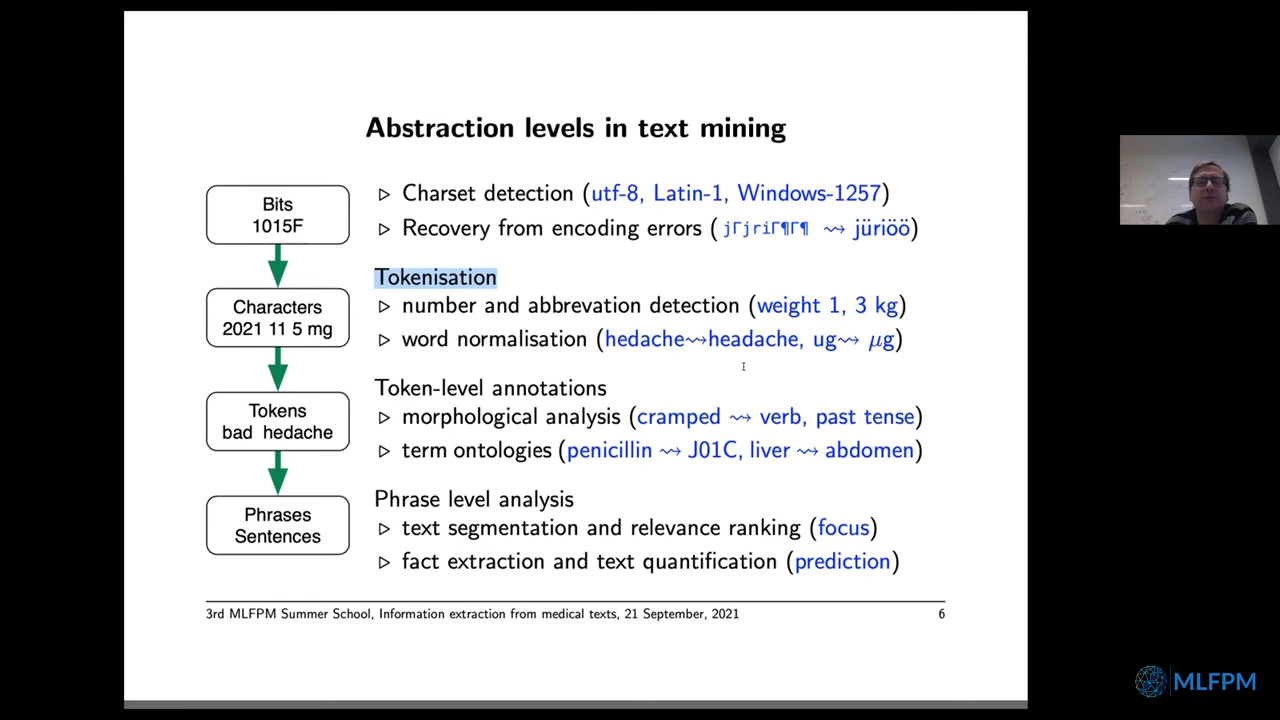 Abstraction levels in text mining
Bits
1015F
Characters
2021 11 5 mg
Tokens
bad hedache
Phrases
Sentences
▷ Charset detection (utf-8, Latin-1, Windows-1257)
▷ Recovery from encoding errors (jГјriГ¶Г¶ ⇝ jüriöö)
Tokenisation
▷ number and abbrevation detection (weight 1, 3 kg)
▷ word normalisation (hedache⇝headache, ug⇝ μg)
Token-level annotations
▷ morphological analysis (cramped ⇝ verb, past tense)
▷ term ontologies (penicillin ⇝ J01C, liver ⇝ abdomen)
Phrase level analysis
▷ text segmentation and relevance ranking (focus)
▷ fact extraction and text quantification (prediction)
3rd MLFPM Summer School, Information extraction from medical texts, 21 September, 2021
6
MLFPM